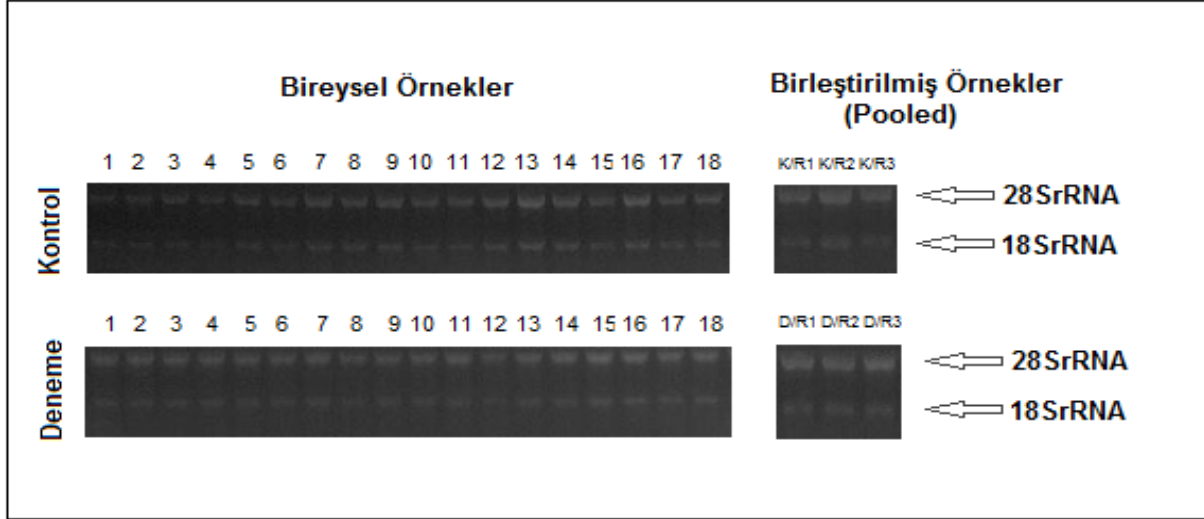 Bireysel Örnekler
Birleştirilmiş Örnekler
(Pooled)
1 2 3 4 5 6 7 8 9 10 11 12 13 14 15 16 17 18
K/R1 K/R2 K/R3
Kontrol
28SrRNA
18SrRNA
1 2 3 4 5 6 7 8 9 10 11 12 13 14 15 16 17 18
D/R1 D/R2 D/R3
Deneme
28SrRNA
18SrRNA